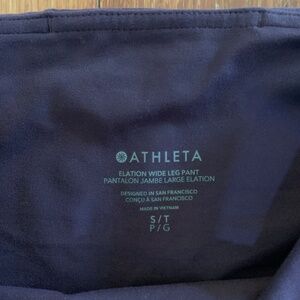 ATHLETA
ELATION WIDE LEG PANT
PANTALON JAMBE LARGE ELATION
DESIGNED IN SAN FRANCISCO
CONÇU À SAN FRANCISCO
MADE IN VIETNAM
S/T
P/G